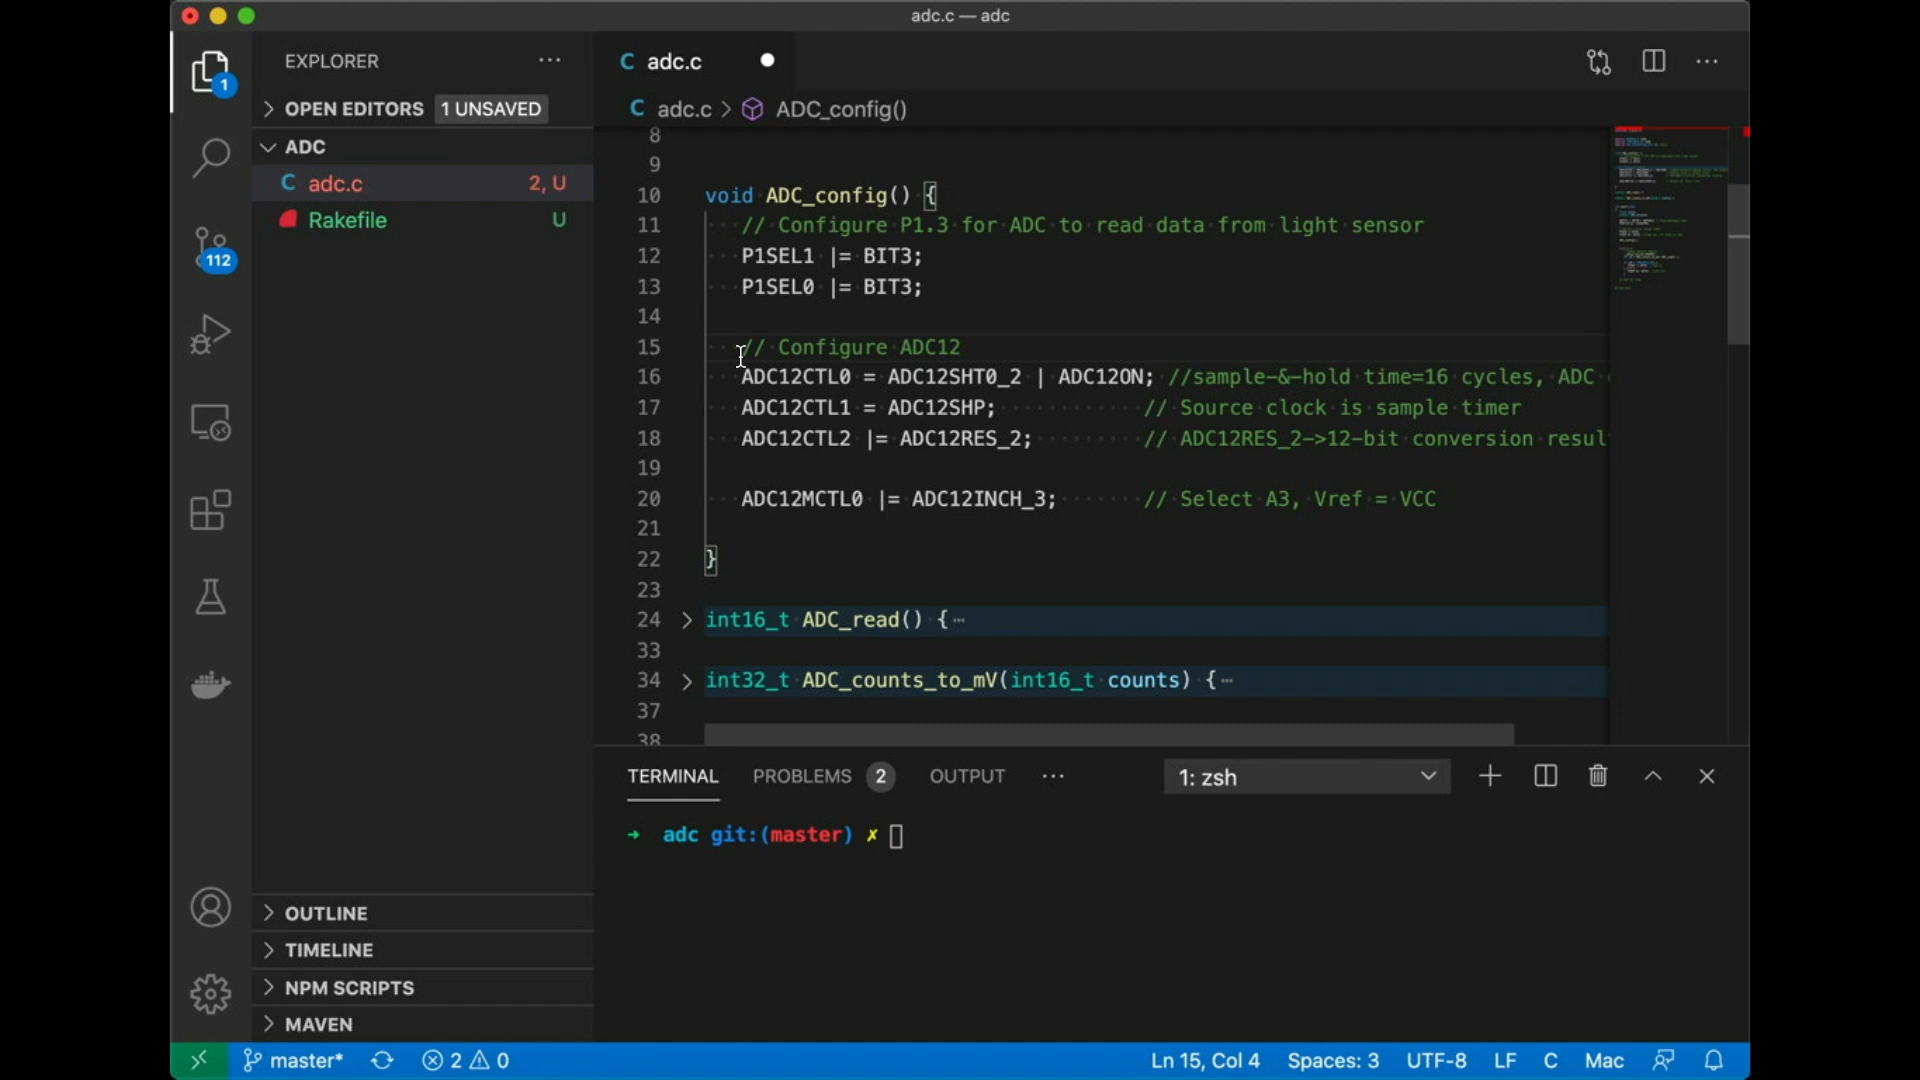 adc.c — adc
EXPLORER
C adc.c
1
OPEN EDITORS 1 UNSAVED
C adc.c > ADC_config()
ADC
C adc.c 2, U
Rakefile U
112
8
9
10 void ADC_config() {
11 // Configure P1.3 for ADC to read data from light sensor
12 P1SEL1 |= BIT3;
13 P1SEL0 |= BIT3;
14
15 // Configure ADC12
16 ADC12CTL0 = ADC12SHT0_2 | ADC12ON; //sample-&-hold time=16 cycles, ADC
17 ADC12CTL1 = ADC12SHP; // Source clock is sample timer
18 ADC12CTL2 |= ADC12RES_2; // ADC12RES_2->12-bit conversion resul
19
20 ADC12MCTL0 |= ADC12INCH_3; // Select A3, Vref = VCC
21
22 }
23
24 int16_t ADC_read() {
33
34 int32_t ADC_counts_to_mV(int16_t counts) {
37
38
TERMINAL PROBLEMS 2 OUTPUT 1: zsh
→ adc git:(master) ✗
OUTLINE
TIMELINE
NPM SCRIPTS
MAVEN
master* 2 0 Ln 15, Col 4 Spaces: 3 UTF-8 LF C Mac